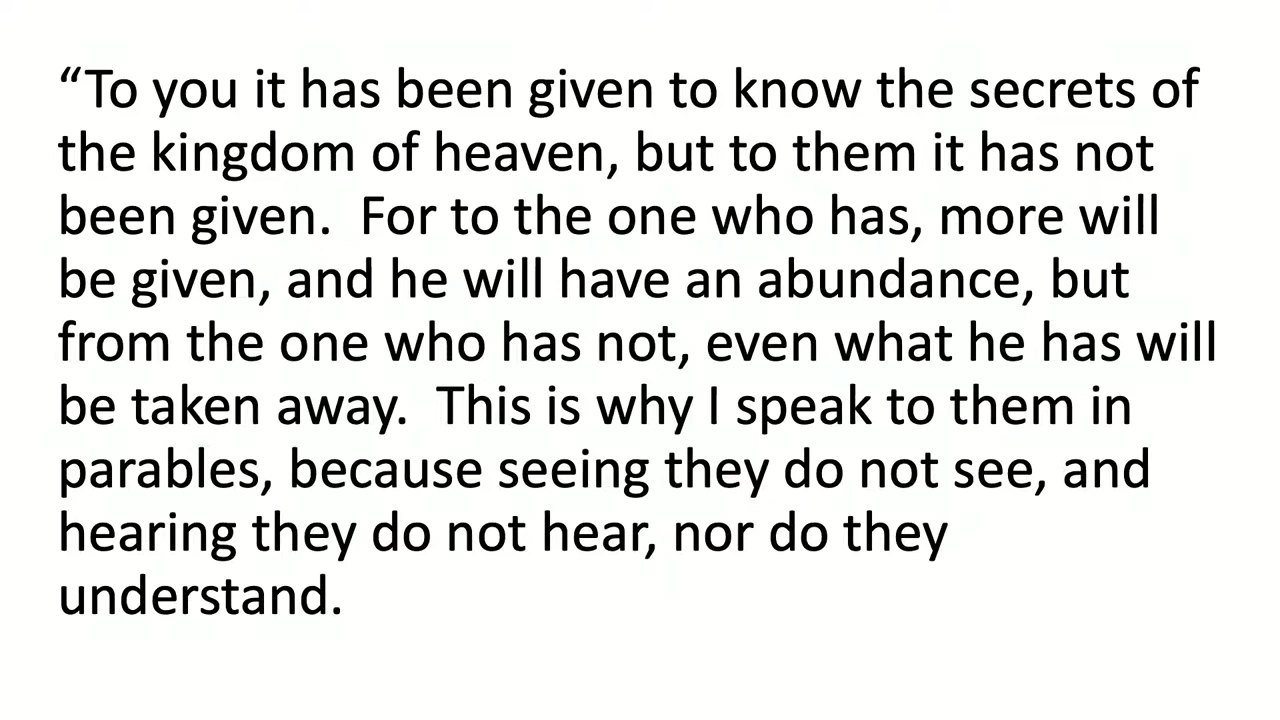 “To you it has been given to know the secrets of
the kingdom of heaven, but to them it has not
been given.  For to the one who has, more will
be given, and he will have an abundance, but
from the one who has not, even what he has will
be taken away.  This is why I speak to them in
parables, because seeing they do not see, and
hearing they do not hear, nor do they
understand.